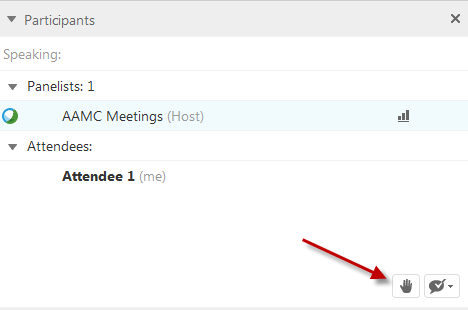 Participants
Speaking:
Panelists: 1
AAMC Meetings (Host)
Attendees:
Attendee 1 (me)